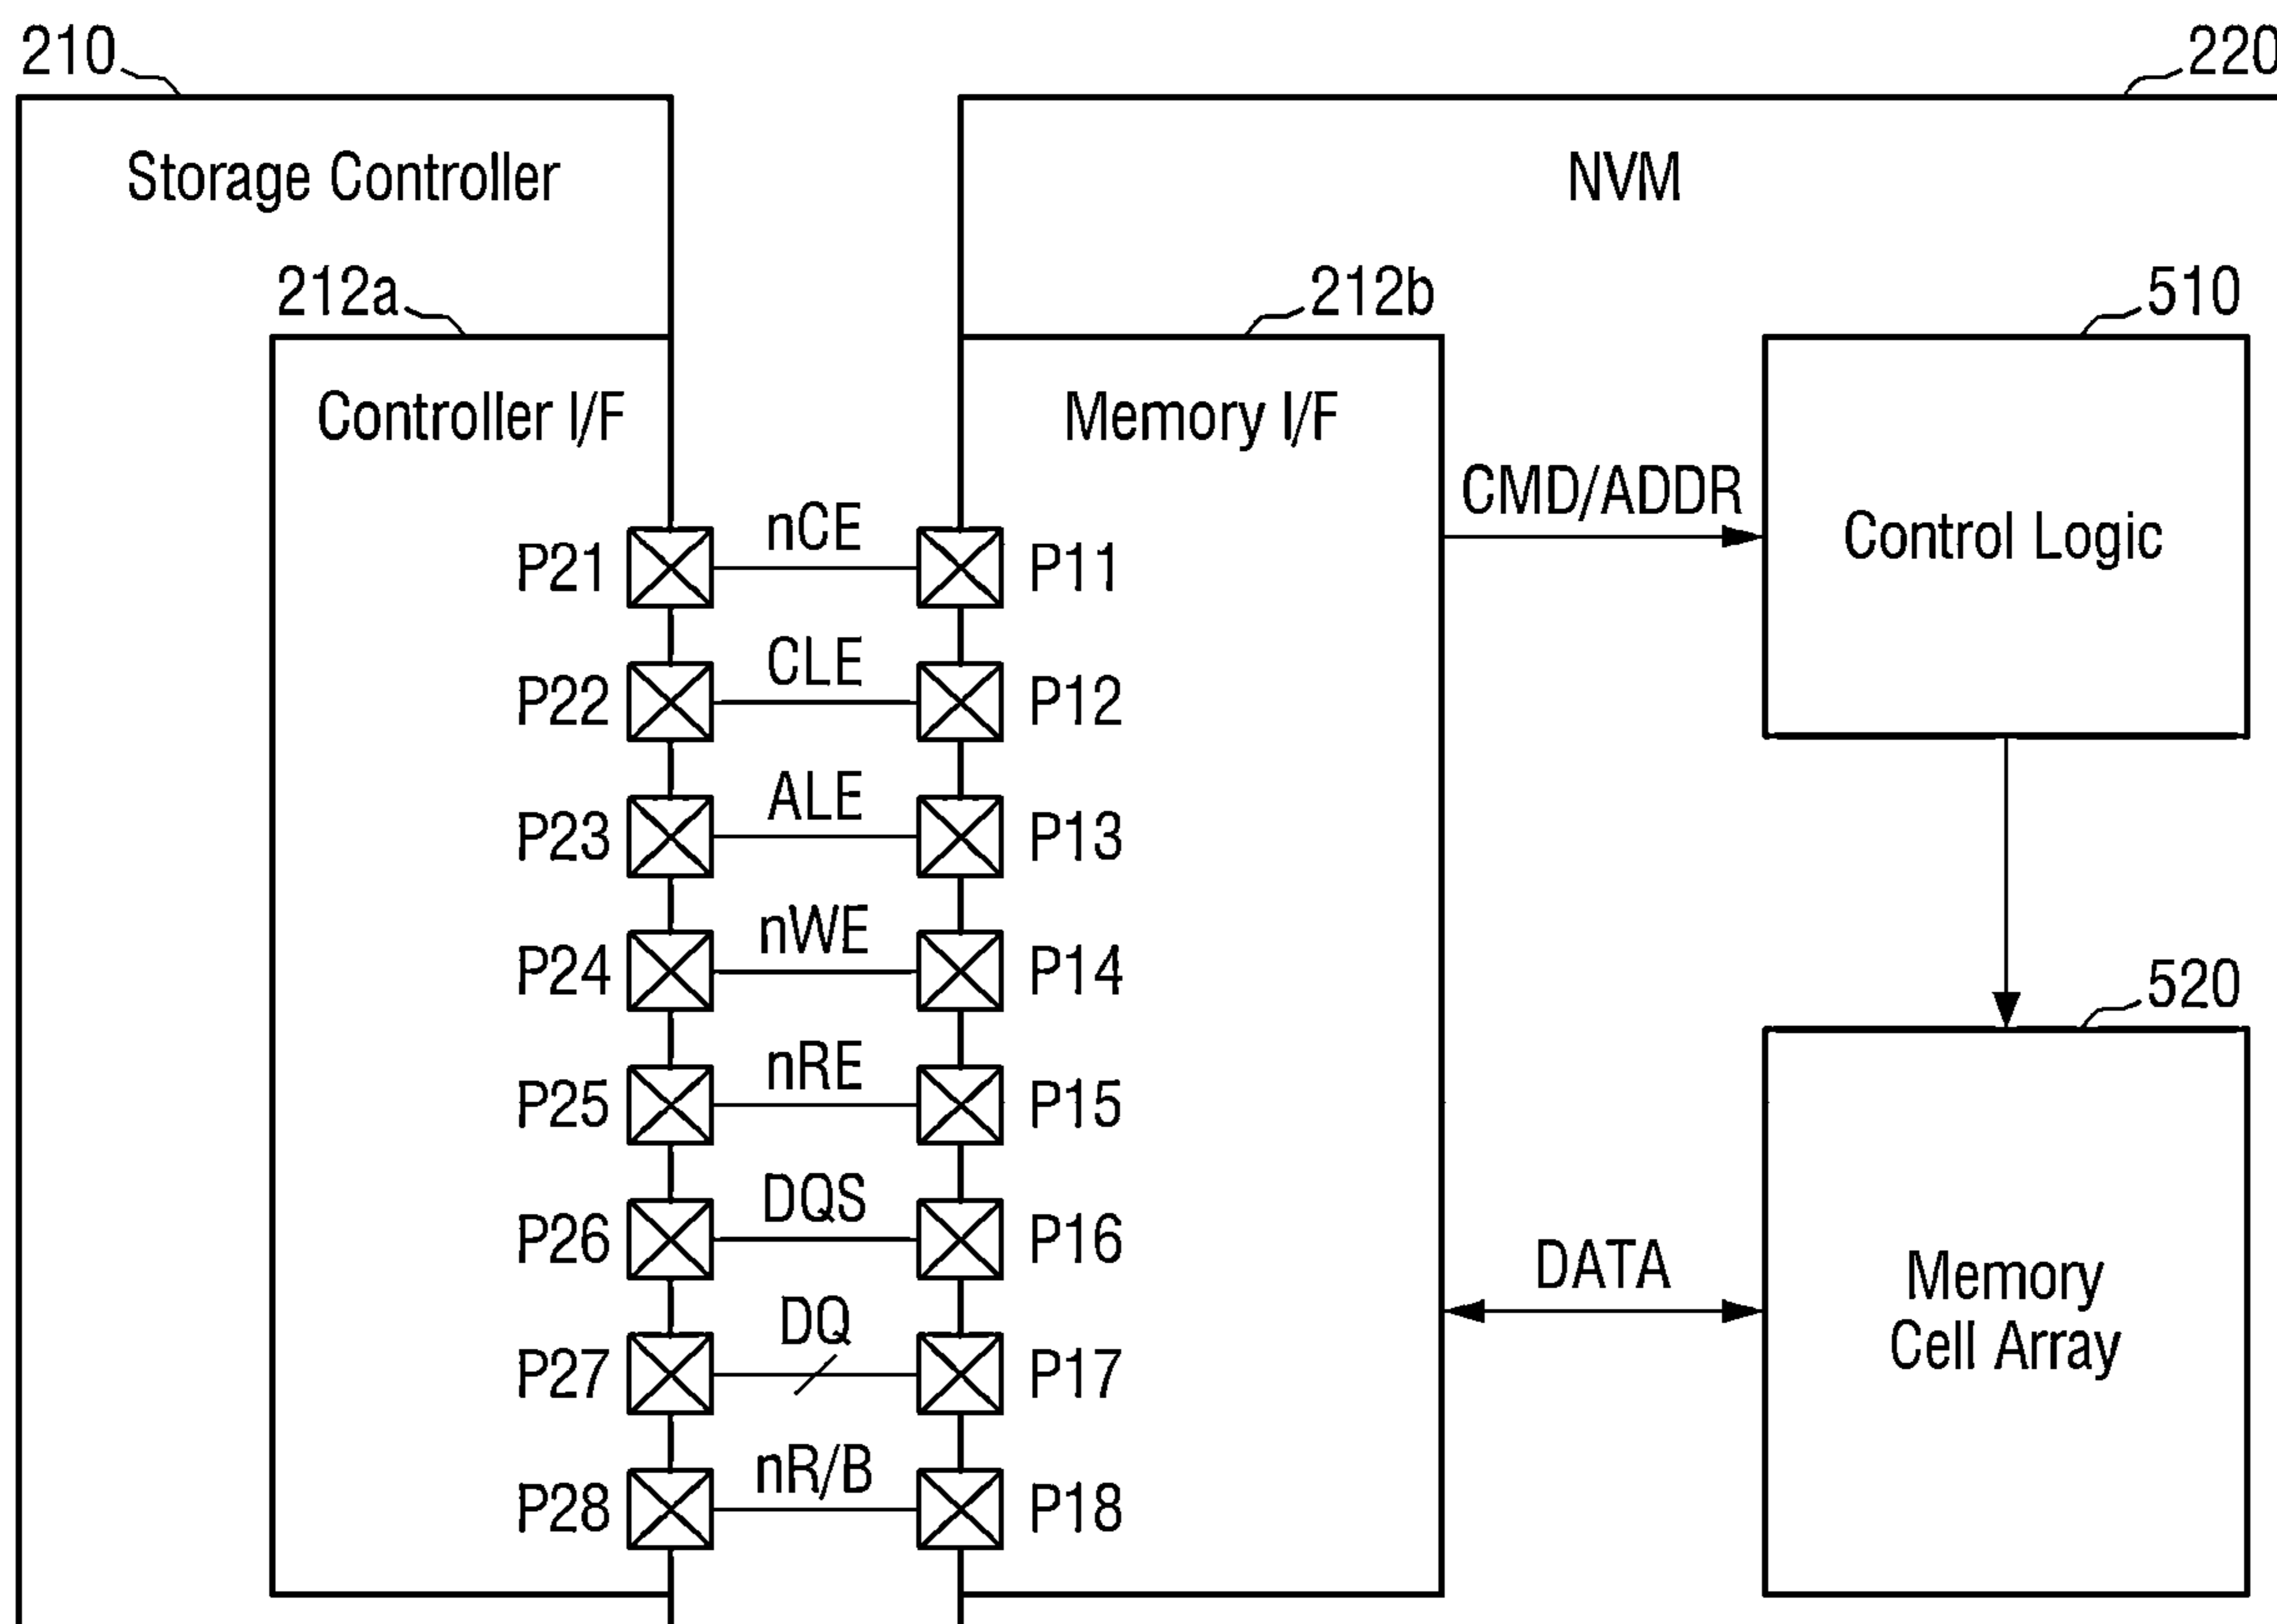 210
220
Storage Controller
NVM
212a
212b
510
Controller I/F
Memory I/F
CMD/ADDR
Control Logic
P21
nCE
P11
P22
CLE
P12
P23
ALE
P13
P24
nWE
P14
520
P25
nRE
P15
P26
DQS
P16
DATA
Memory
Cell Array
P27
DQ
P17
P28
nR/B
P18